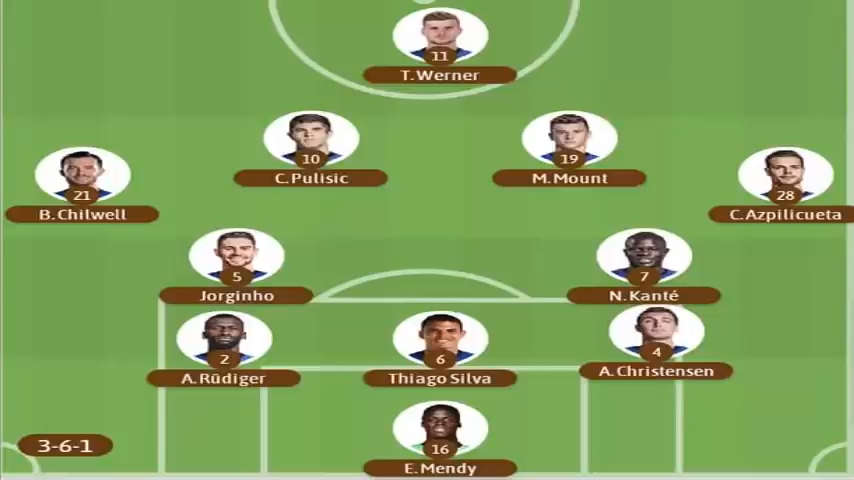 11
T.Werner
10
C.Pulisic
19
M.Mount
21
B.Chilwell
28
C.Azpilicueta
5
Jorginho
7
N.Kanté
2
A.Rüdiger
6
Thiago Silva
4
A.Christensen
3-6-1
16
E.Mendy